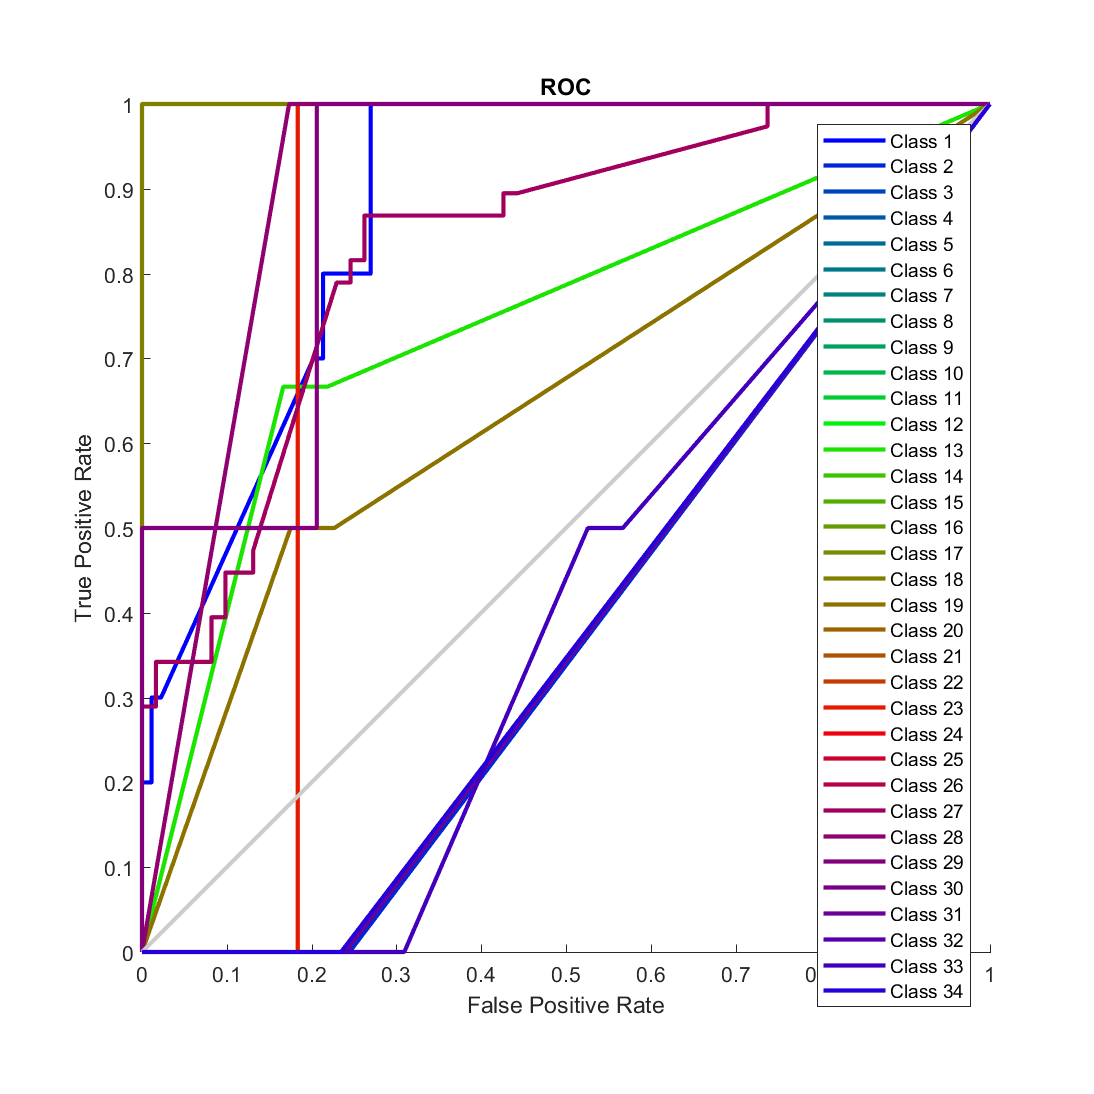 ROC
True Positive Rate
1
0.9
0.8
0.7
0.6
0.5
0.4
0.3
0.2
0.1
0
0 0.1 0.2 0.3 0.4 0.5 0.6 0.7 1
False Positive Rate
Class 1
Class 2
Class 3
Class 4
Class 5
Class 6
Class 7
Class 8
Class 9
Class 10
Class 11
Class 12
Class 13
Class 14
Class 15
Class 16
Class 17
Class 18
Class 19
Class 20
Class 21
Class 22
Class 23
Class 24
Class 25
Class 26
Class 27
Class 28
Class 29
Class 30
Class 31
Class 32
Class 33
Class 34